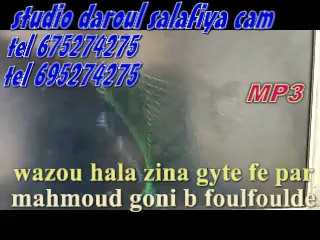 studio daroul salafiya cam
tel 675274275
tel 695274275
MP3
wazou hala zina gyte fe par
mahmoud goni b foulfoulde